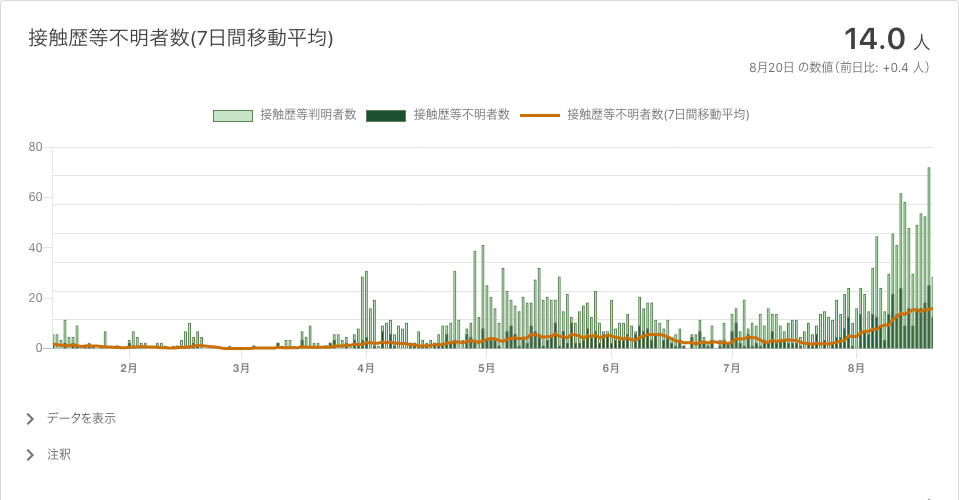 接触歴等不明者数(7日間移動平均)
14.0 人
8月20日 の数値（前日比: +0.4 人）
接触歴等判明者数 接触歴等不明者数 接触歴等不明者数(7日間移動平均)
80
60
40
20
0
2月 3月 4月 5月 6月 7月 8月
データを表示
注釈